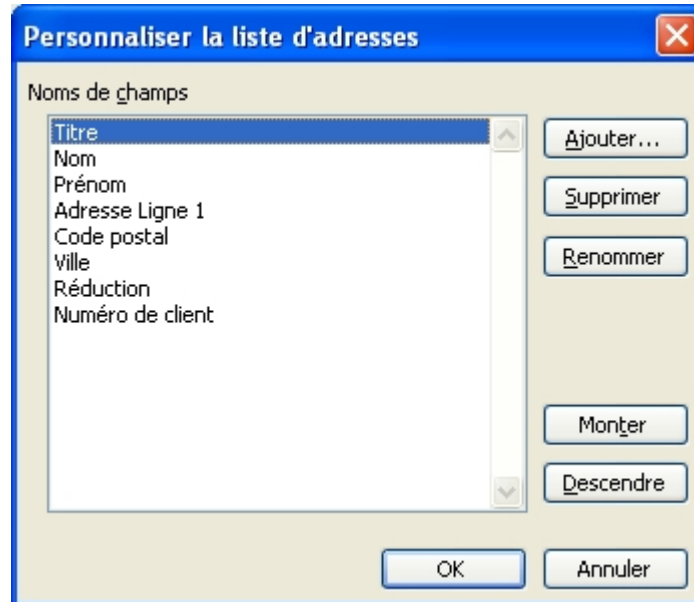 Personnaliser la liste d'adresses
Noms de champs
Titre
Nom
Prénom
Adresse Ligne 1
Code postal
Ville
Réduction
Numéro de client
Ajouter...
Supprimer
Renommer
Monter
Descendre
OK
Annuler